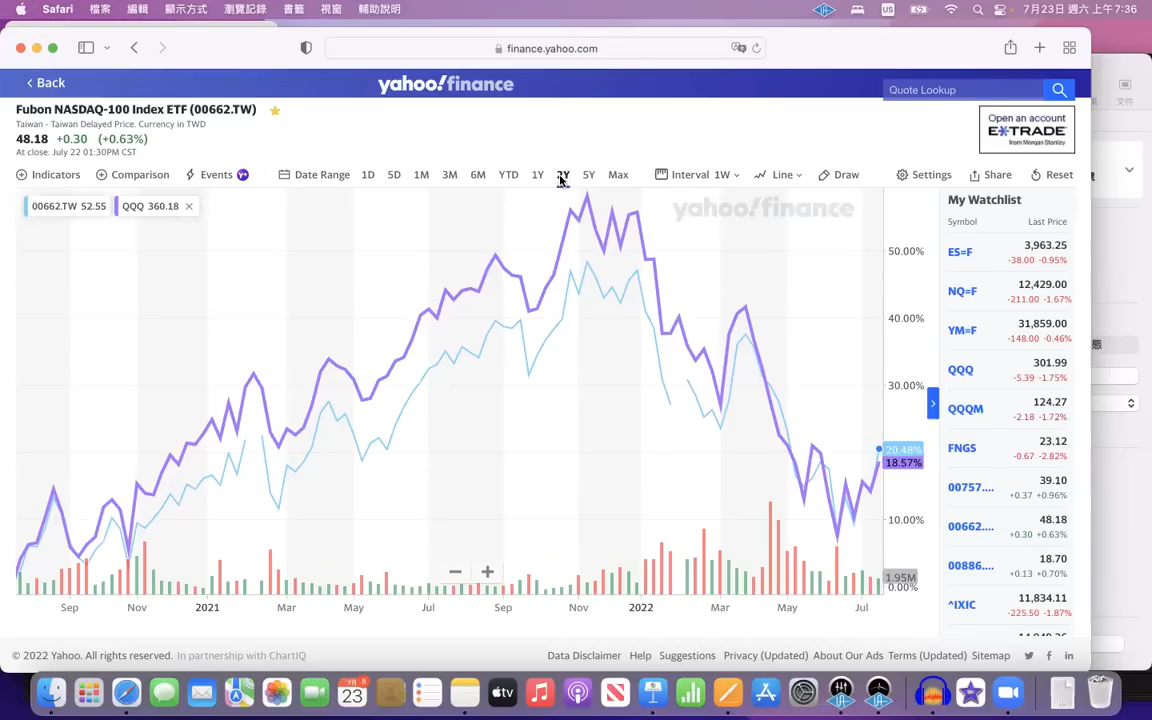 Safari 檔案 編輯 顯示方式 瀏覽記錄 書籤 視窗 輔助說明 US 7月23日 週六 上午7:36
finance.yahoo.com
< Back yahoo!finance
Quote Lookup
Fubon NASDAQ-100 Index ETF (00662.TW)
Taiwan - Taiwan Delayed Price. Currency in TWD
48.18 +0.30 (+0.63%)
At close: July 22 01:30PM CST
Open an account
E*TRADE
from Morgan Stanley
文件
Indicators Comparison Events Y+ Date Range 1D 5D 1M 3M 6M YTD 1Y 2Y 5Y Max Interval 1W Line Draw Settings Share Reset
00662.TW 52.55 QQQ 360.18
yahoo!finance
50.00%
40.00%
30.00%
20.48%
18.57%
10.00%
1.95M
0.00%
Sep Nov 2021 Mar May Jul Sep Nov 2022 Mar May Jul
My Watchlist
Symbol Last Price
ES=F 3,963.25
-38.00 -0.95%
NQ=F 12,429.00
-211.00 -1.67%
YM=F 31,859.00
-148.00 -0.46%
QQQ 301.99
-5.39 -1.75%
QQQM 124.27
-2.18 -1.72%
FNGS 23.12
-0.67 -2.82%
00757.... 39.10
+0.37 +0.96%
00662.... 48.18
+0.30 +0.63%
00886.... 18.70
+0.13 +0.70%
^IXIC 11,834.11
-225.50 -1.87%
態
© 2022 Yahoo. All rights reserved. In partnership with ChartIQ
Data Disclaimer Help Suggestions Privacy (Updated) About Our Ads Terms (Updated) Sitemap
7月 6
23
tv